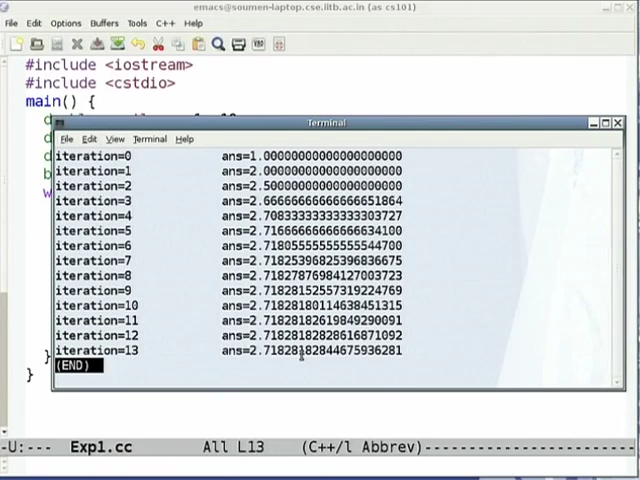 emacs@soumen-laptop.cse.iitb.ac.in (as cs101)
File Edit Options Buffers Tools C++ Help
#include <iostream>
#include <cstdio>
main() {
Terminal
File Edit View Terminal Help
iteration=0 ans=1.00000000000000000000
iteration=1 ans=2.00000000000000000000
iteration=2 ans=2.50000000000000000000
iteration=3 ans=2.66666666666666651864
iteration=4 ans=2.70833333333333303727
iteration=5 ans=2.71666666666666634100
iteration=6 ans=2.71805555555555544700
iteration=7 ans=2.71825396825396836675
iteration=8 ans=2.71827876984127003723
iteration=9 ans=2.71828152557319224769
iteration=10 ans=2.71828180114638451315
iteration=11 ans=2.71828182619849290091
iteration=12 ans=2.71828182828616871092
iteration=13 ans=2.71828182844675936281
(END)
}
}
-U:--- Exp1.cc All L13 (C++/l Abbrev)